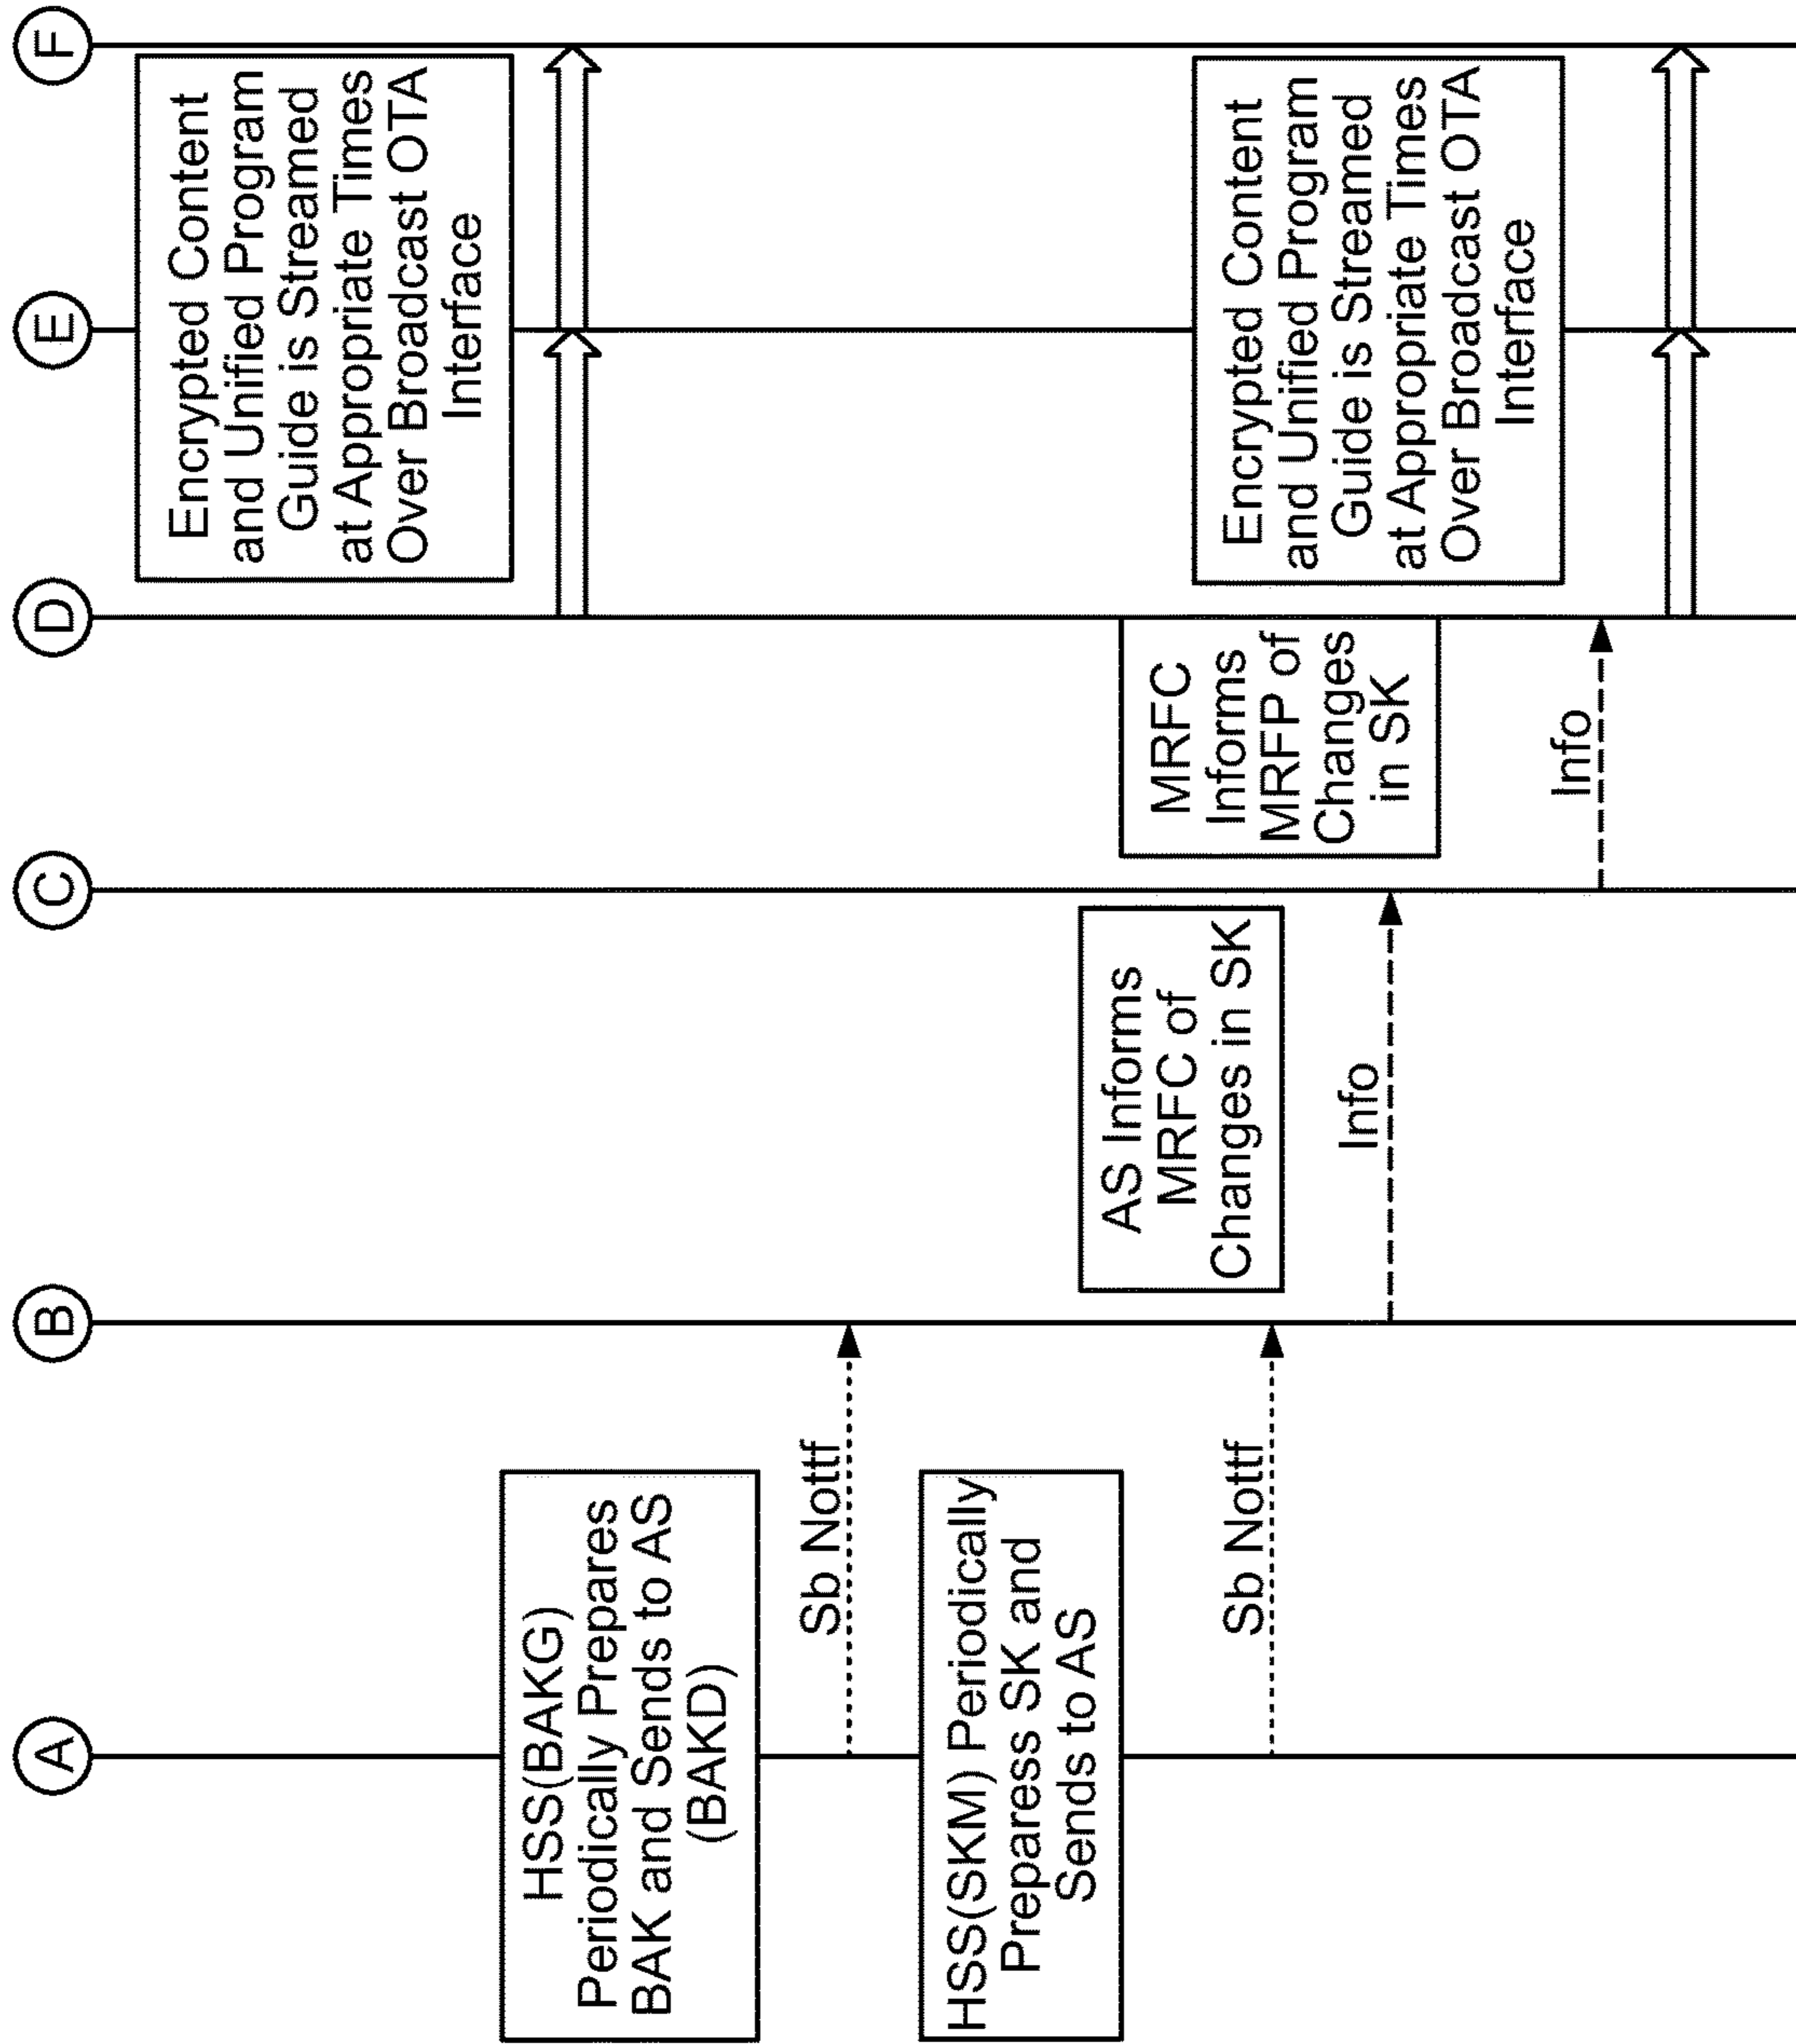 A
B
C
D
E
F
Encrypted Content
and Unified Program
Guide is Streamed
at Appropriate Times
Over Broadcast OTA
Interface
HSS(BAKG)
Periodically Prepares
BAK and Sends to AS
(BAKD)
Sb Nottf
HSS(SKM) Periodically
Preparess SK and
Sends to AS
Sb Nottf
AS Informs
MRFC of
Changes in SK
Info
MRFC
Informs
MRFP of
Changes
in SK
Info
Encrypted Content
and Unified Program
Guide is Streamed
at Appropriate Times
Over Broadcast OTA
Interface